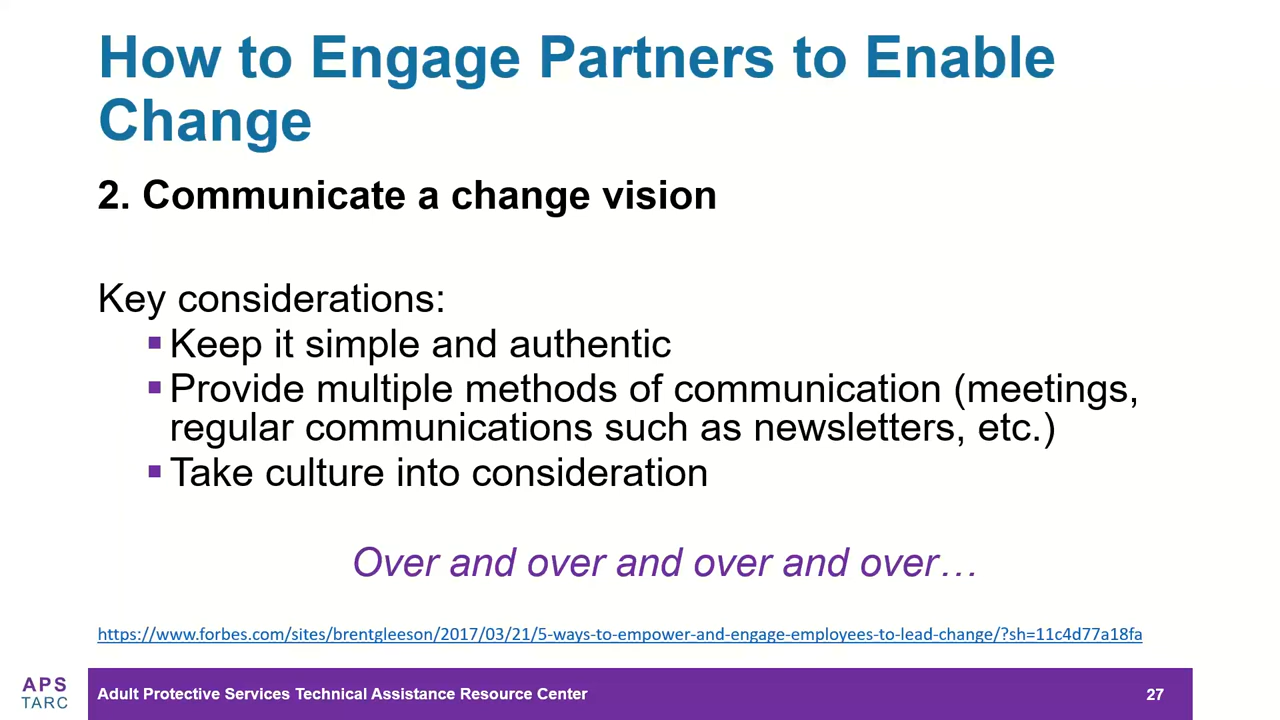 How to Engage Partners to Enable
Change
2. Communicate a change vision
Key considerations:
▪ Keep it simple and authentic
▪ Provide multiple methods of communication (meetings,
regular communications such as newsletters, etc.)
▪ Take culture into consideration
Over and over and over and over…
https://www.forbes.com/sites/brentgleeson/2017/03/21/5-ways-to-empower-and-engage-employees-to-lead-change/?sh=11c4d77a18fa
APS
TARC
Adult Protective Services Technical Assistance Resource Center
27